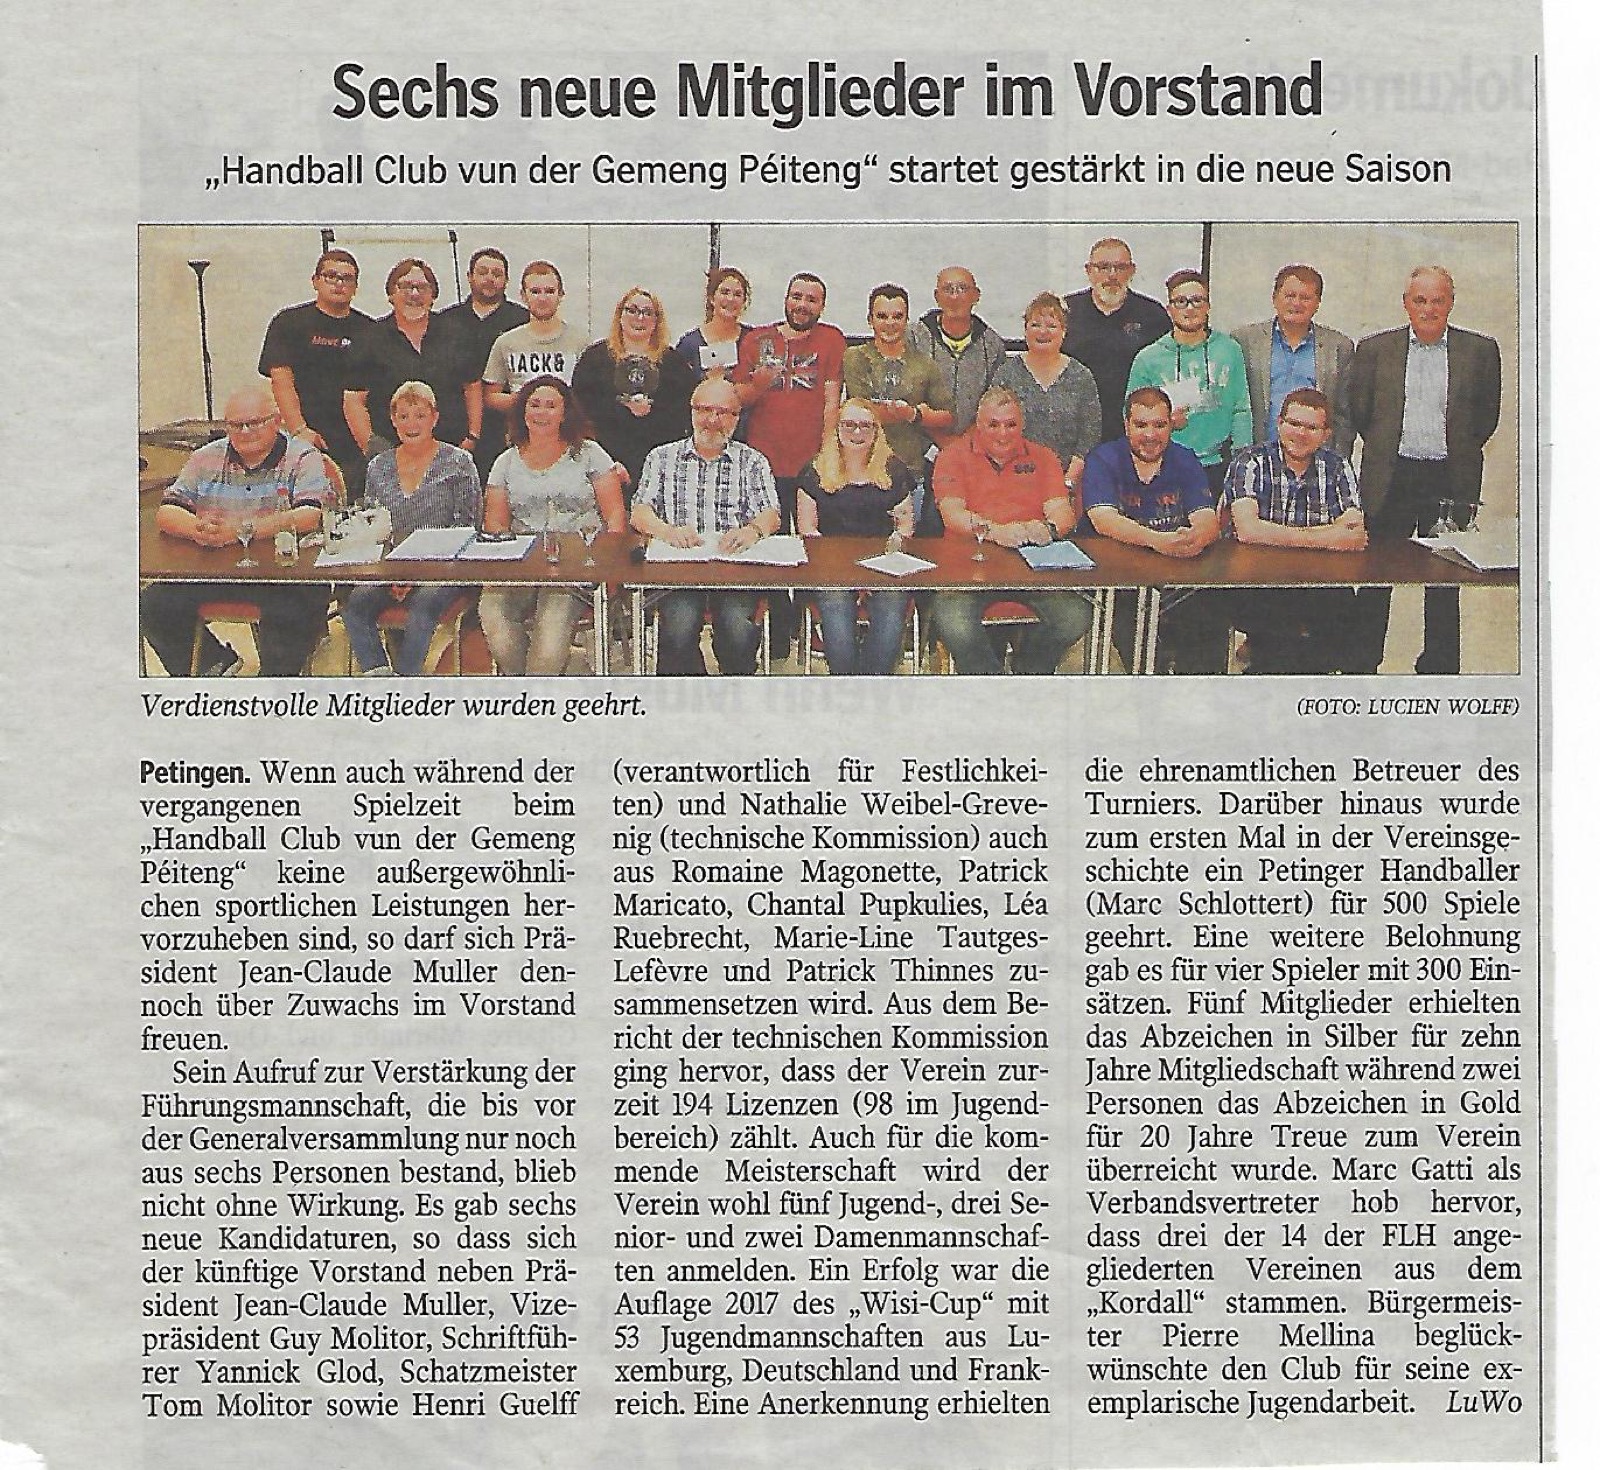 Sechs neue Mitglieder im Vorstand
„Handball Club vun der Gemeng Péiteng“ startet gestärkt in die neue Saison
JACK&
Verdienstvolle Mitglieder wurden geehrt.
(FOTO: LUCIEN WOLFF)
Petingen. Wenn auch während der
vergangenen Spielzeit beim
„Handball Club vun der Gemeng
Péiteng“ keine außergewöhnli-
chen sportlichen Leistungen her-
vorzuheben sind, so darf sich Prä-
sident Jean-Claude Muller den-
noch über Zuwachs im Vorstand
freuen.
Sein Aufruf zur Verstärkung der
Führungsmannschaft, die bis vor
der Generalversammlung nur noch
aus sechs Personen bestand, blieb
nicht ohne Wirkung. Es gab sechs
neue Kandidaturen, so dass sich
der künftige Vorstand neben Prä-
sident Jean-Claude Muller, Vize-
präsident Guy Molitor, Schriftfüh-
rer Yannick Glod, Schatzmeister
Tom Molitor sowie Henri Guelff
(verantwortlich für Festlichkei-
ten) und Nathalie Weibel-Greve-
nig (technische Kommission) auch
aus Romaine Magonette, Patrick
Maricato, Chantal Pupkulies, Léa
Ruebrecht, Marie-Line Tautges-
Lefèvre und Patrick Thinnes zu-
sammensetzen wird. Aus dem Be-
richt der technischen Kommission
ging hervor, dass der Verein zur-
zeit 194 Lizenzen (98 im Jugend-
bereich) zählt. Auch für die kom-
mende Meisterschaft wird der
Verein wohl fünf Jugend-, drei Se-
nior- und zwei Damenmannschaf-
ten anmelden. Ein Erfolg war die
Auflage 2017 des „Wisi-Cup“ mit
53 Jugendmannschaften aus Lu-
xemburg, Deutschland und Frank-
reich. Eine Anerkennung erhielten
die ehrenamtlichen Betreuer des
Turniers. Darüber hinaus wurde
zum ersten Mal in der Vereinsge-
schichte ein Petinger Handballer
(Marc Schlottert) für 500 Spiele
geehrt. Eine weitere Belohnung
gab es für vier Spieler mit 300 Ein-
sätzen. Fünf Mitglieder erhielten
das Abzeichen in Silber für zehn
Jahre Mitgliedschaft während zwei
Personen das Abzeichen in Gold
für 20 Jahre Treue zum Verein
überreicht wurde. Marc Gatti als
Verbandsvertreter hob hervor,
dass drei der 14 der FLH ange-
gliederten Vereinen aus dem
„Kordall“ stammen. Bürgermeis-
ter Pierre Mellina beglück-
wünschte den Club für seine ex-
emplarische Jugendarbeit. LuWo